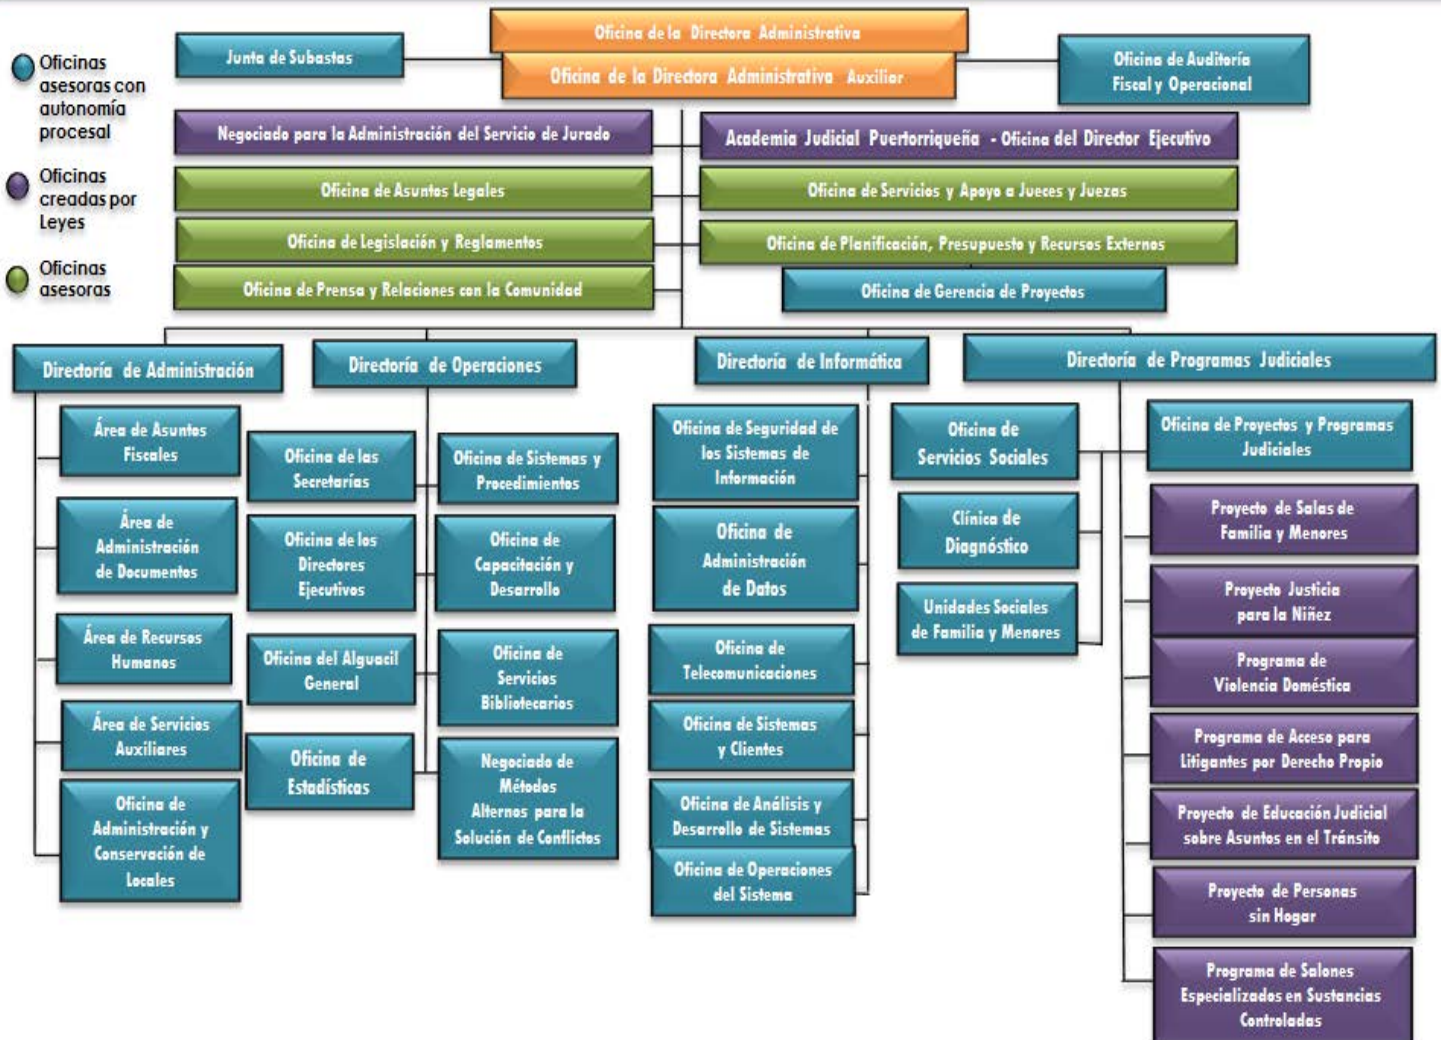 Oficina de la Directora Administrativa
Oficina de la Directora Administrativa Auxiliar
Junta de Subastas
Oficina de Auditoría
Fiscal y Operacional
Oficinas
asesoras con
autonomía
procesal
Oficinas
creadas por
Leyes
Oficinas
asesoras
Negociado para la Administración del Servicio de Jurado
Academia Judicial Puertorriqueña - Oficina del Director Ejecutivo
Oficina de Asuntos Legales
Oficina de Servicios y Apoyo a Jueces y Juezas
Oficina de Legislación y Reglamentos
Oficina de Planificación, Presupuesto y Recursos Externos
Oficina de Prensa y Relaciones con la Comunidad
Oficina de Gerencia de Proyectos
Directoría de Administración
Área de Asuntos
Fiscales
Área de
Administración
de Documentos
Área de Recursos
Humanos
Área de Servicios
Auxiliares
Oficina de
Administración y
Conservación de
Locales
Directoría de Operaciones
Oficina de las
Secretarías
Oficina de los
Directores
Ejecutivos
Oficina del Alguacil
General
Oficina de
Estadísticas
Oficina de Sistemas y
Procedimientos
Oficina de
Capacitación y
Desarrollo
Oficina de
Servicios
Bibliotecarios
Negociado de
Métodos
Alternos para la
Solución de Conflictos
Directoría de Informática
Oficina de Seguridad de
los Sistemas de
Información
Oficina de
Administración
de Datos
Oficina de
Telecomunicaciones
Oficina de Sistemas
y Clientes
Oficina de Análisis y
Desarrollo de Sistemas
Oficina de Operaciones
del Sistema
Directoría de Programas Judiciales
Oficina de
Servicios Sociales
Clínica de
Diagnóstico
Unidades Sociales
de Familia y Menores
Oficina de Proyectos y Programas
Judiciales
Proyecto de Salas de
Familia y Menores
Proyecto Justicia
para la Niñez
Programa de
Violencia Doméstica
Programa de Acceso para
Litigantes por Derecho Propio
Proyecto de Educación Judicial
sobre Asuntos en el Tránsito
Proyecto de Personas
sin Hogar
Programa de Salones
Especializados en Sustancias
Controladas